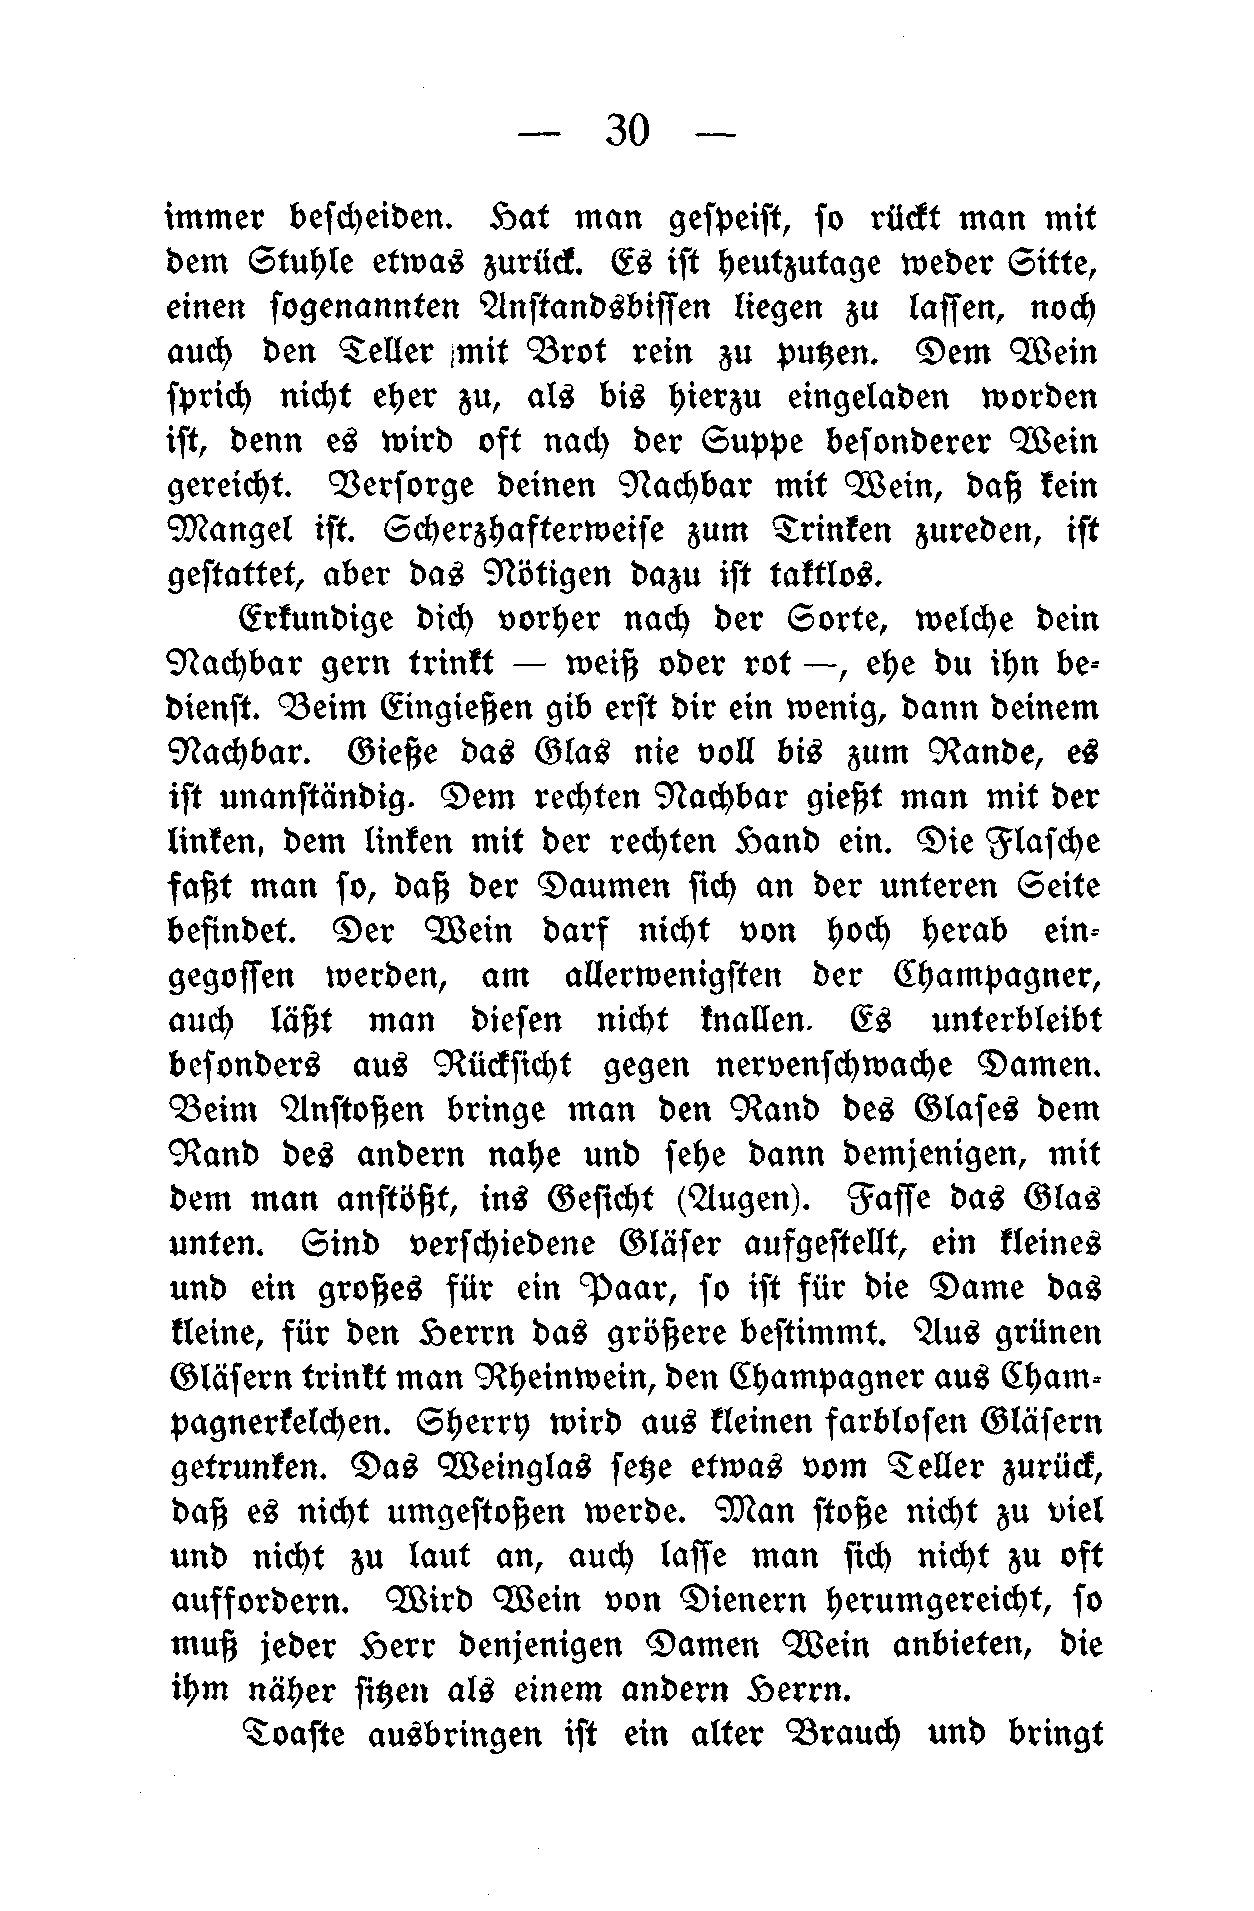 — 30 —
immer bescheiden. Hat man gespeist, so rückt man mit
dem Stuhle etwas zurück. Es ist heutzutage weder Sitte,
einen sogenannten Anstandsbissen liegen zu lassen, noch
auch den Teller mit Brot rein zu putzen. Dem Wein
sprich nicht eher zu, als bis hierzu eingeladen worden
ist, denn es wird oft nach der Suppe besonderer Wein
gereicht. Versorge deinen Nachbar mit Wein, daß kein
Mangel ist. Scherzhafterweise zum Trinken zureden, ist
gestattet, aber das Nötigen dazu ist taktlos.
Erkundige dich vorher nach der Sorte, welche dein
Nachbar gern trinkt — weiß oder rot —, ehe du ihn be-
dienst. Beim Eingießen gib erst dir ein wenig, dann deinem
Nachbar. Gieße das Glas nie voll bis zum Rande, es
ist unanständig. Dem rechten Nachbar gießt man mit der
linken, dem linken mit der rechten Hand ein. Die Flasche
faßt man so, daß der Daumen sich an der unteren Seite
befindet. Der Wein darf nicht von hoch herab ein-
gegossen werden, am allerwenigsten der Champagner,
auch läßt man diesen nicht knallen. Es unterbleibt
besonders aus Rücksicht gegen nervenschwache Damen.
Beim Anstoßen bringe man den Rand des Glases dem
Rand des andern nahe und sehe dann demjenigen, mit
dem man anstößt, ins Gesicht (Augen). Fasse das Glas
unten. Sind verschiedene Gläser aufgestellt, ein kleines
und ein großes für ein Paar, so ist für die Dame das
kleine, für den Herrn das größere bestimmt. Aus grünen
Gläsern trinkt man Rheinwein, den Champagner aus Cham-
pagnerkelchen. Sherry wird aus kleinen farblosen Gläsern
getrunken. Das Weinglas setze etwas vom Teller zurück,
daß es nicht umgestoßen werde. Man stoße nicht zu viel
und nicht zu laut an, auch lasse man sich nicht zu oft
auffordern. Wird Wein von Dienern herumgereicht, so
muß jeder Herr denjenigen Damen Wein anbieten, die
ihm näher sitzen als einem andern Herrn.
Toaste ausbringen ist ein alter Brauch und bringt